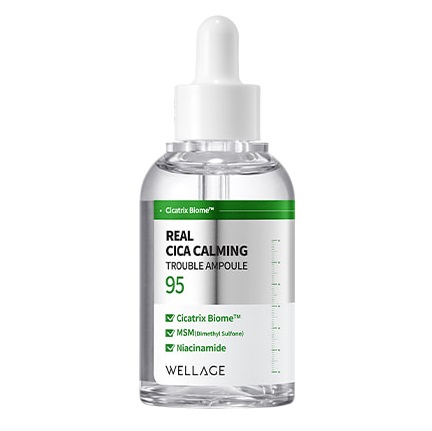 • Cicatrix Biome™
REAL
CICA CALMING
TROUBLE AMPOULE
95
Cicatrix Biome™
MSM(Dimethyl Sulfone)
Niacinamide
WELLAGE